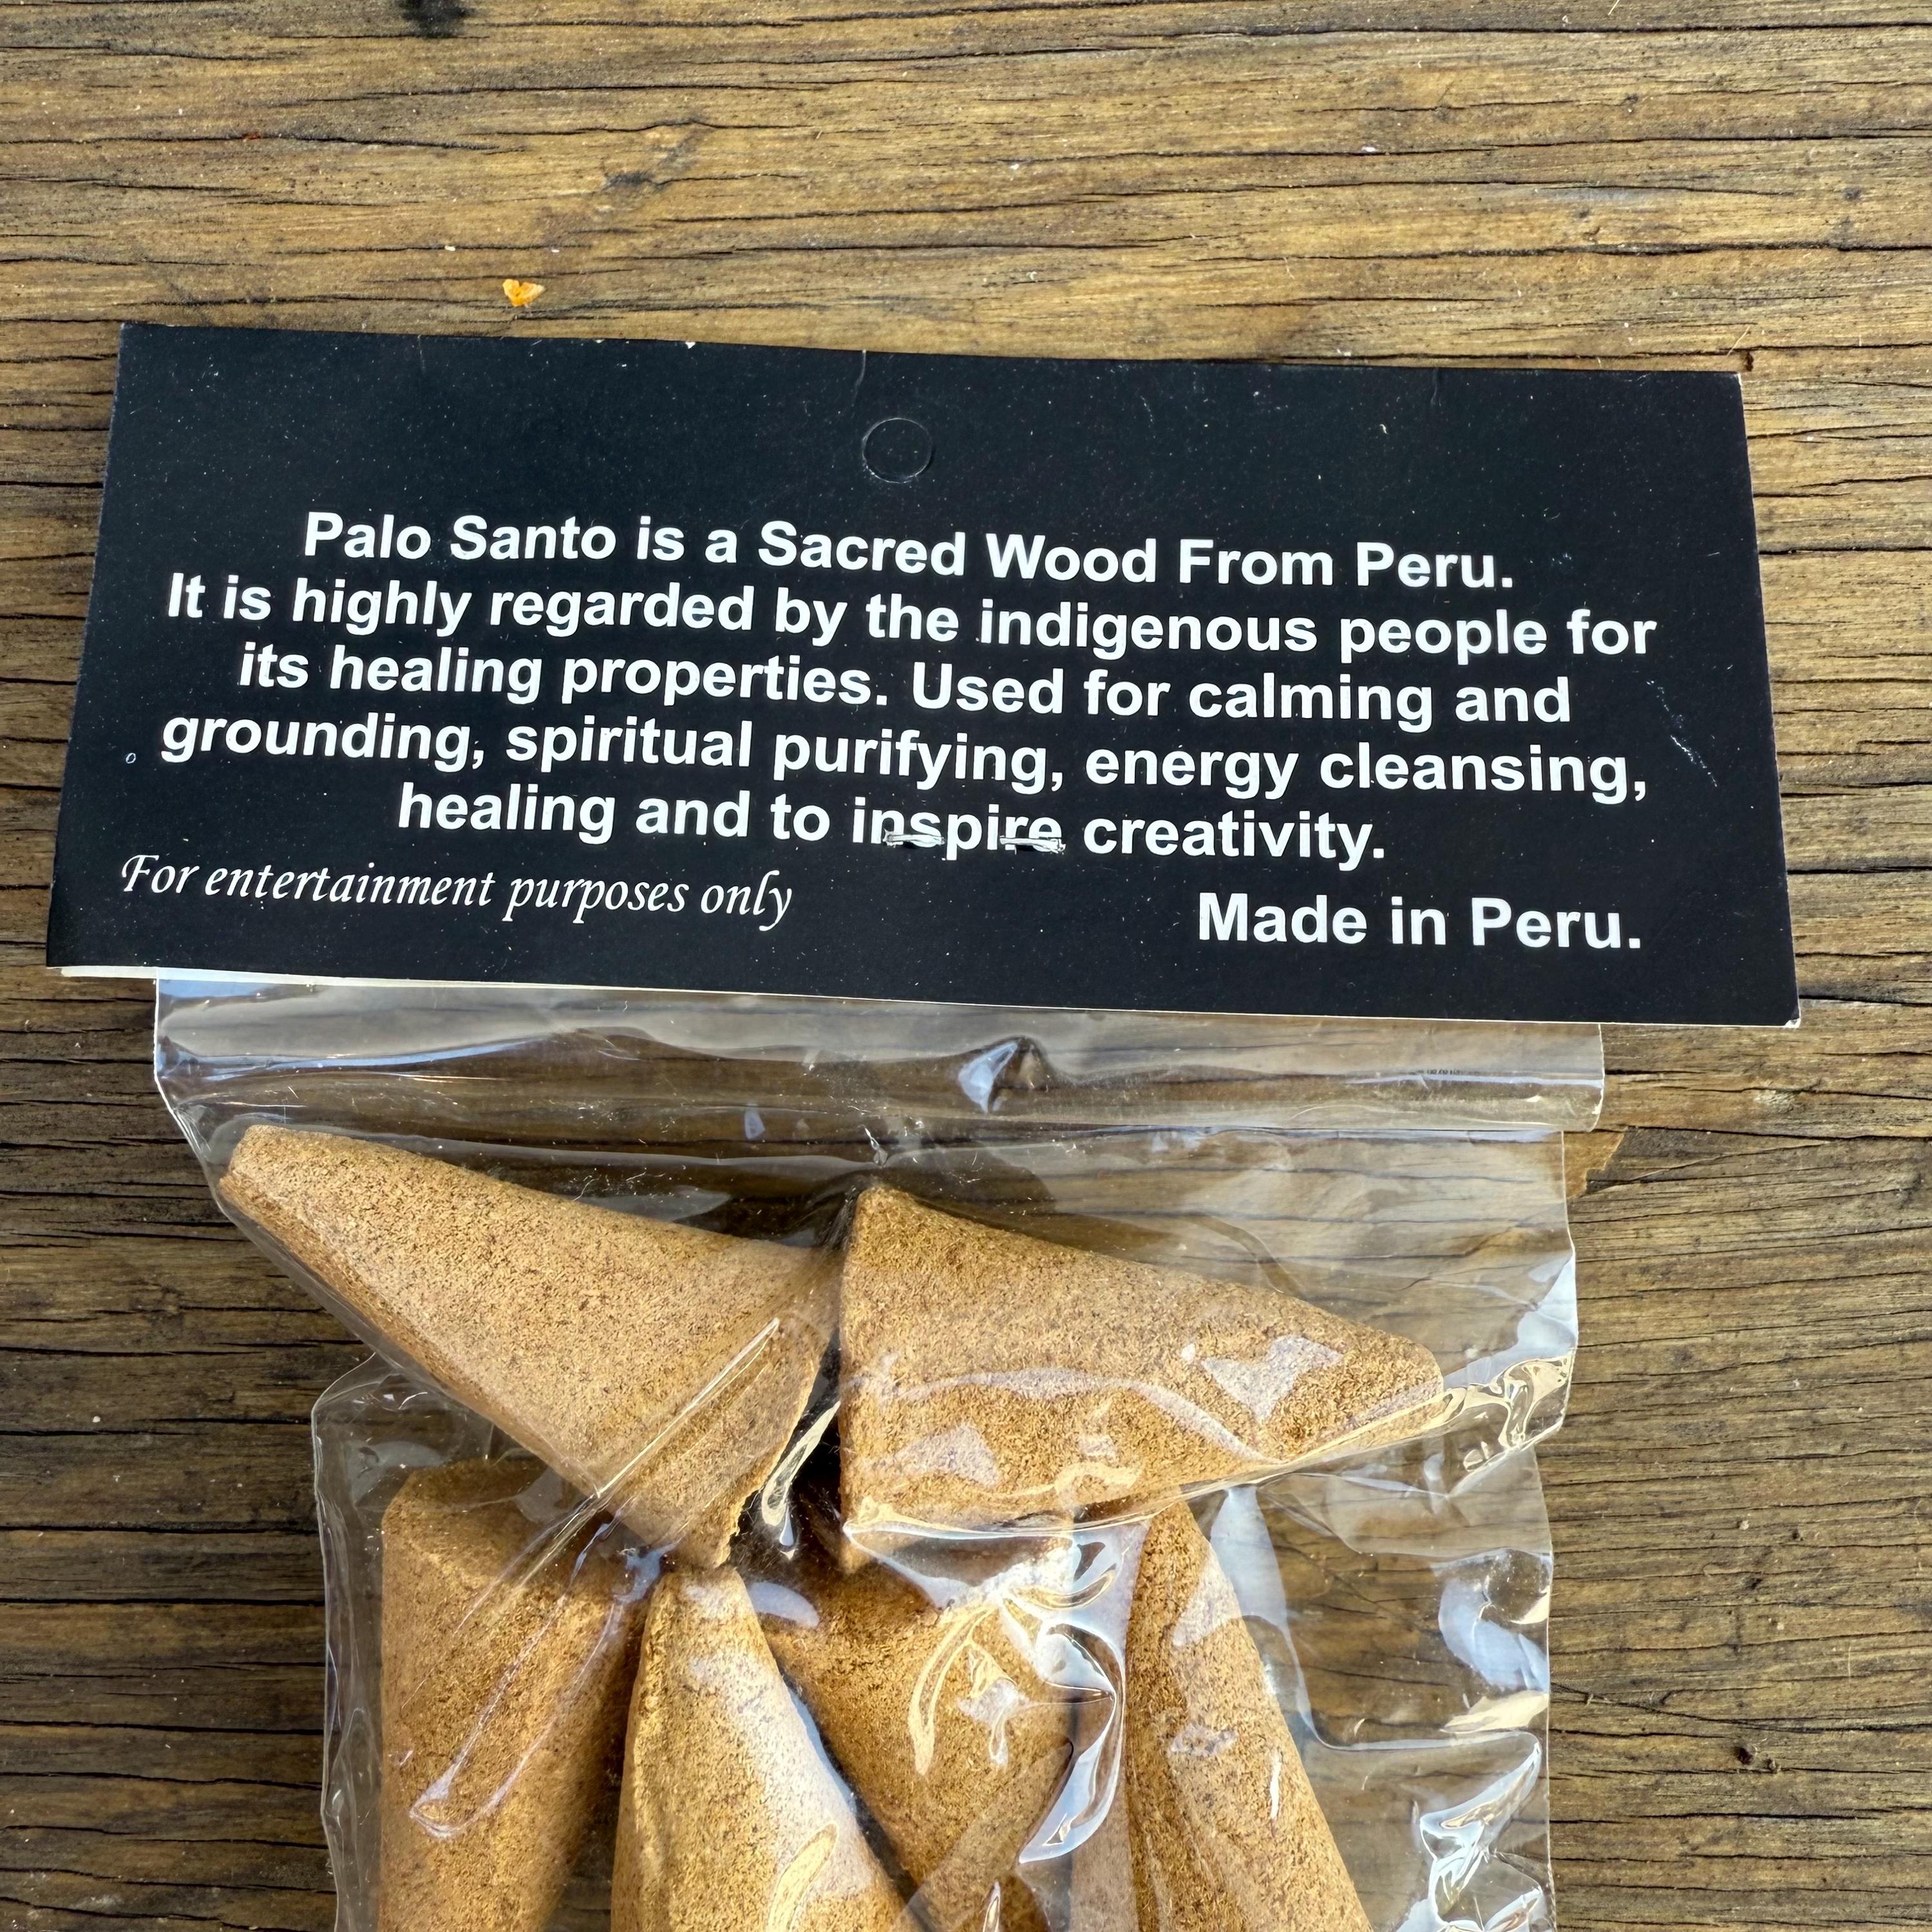 Palo Santo is a Sacred Wood From Peru.
It is highly regarded by the indigenous people for
its healing properties. Used for calming and
grounding, spiritual purifying, energy cleansing,
healing and to inspire creativity.
For entertainment purposes only
Made in Peru.